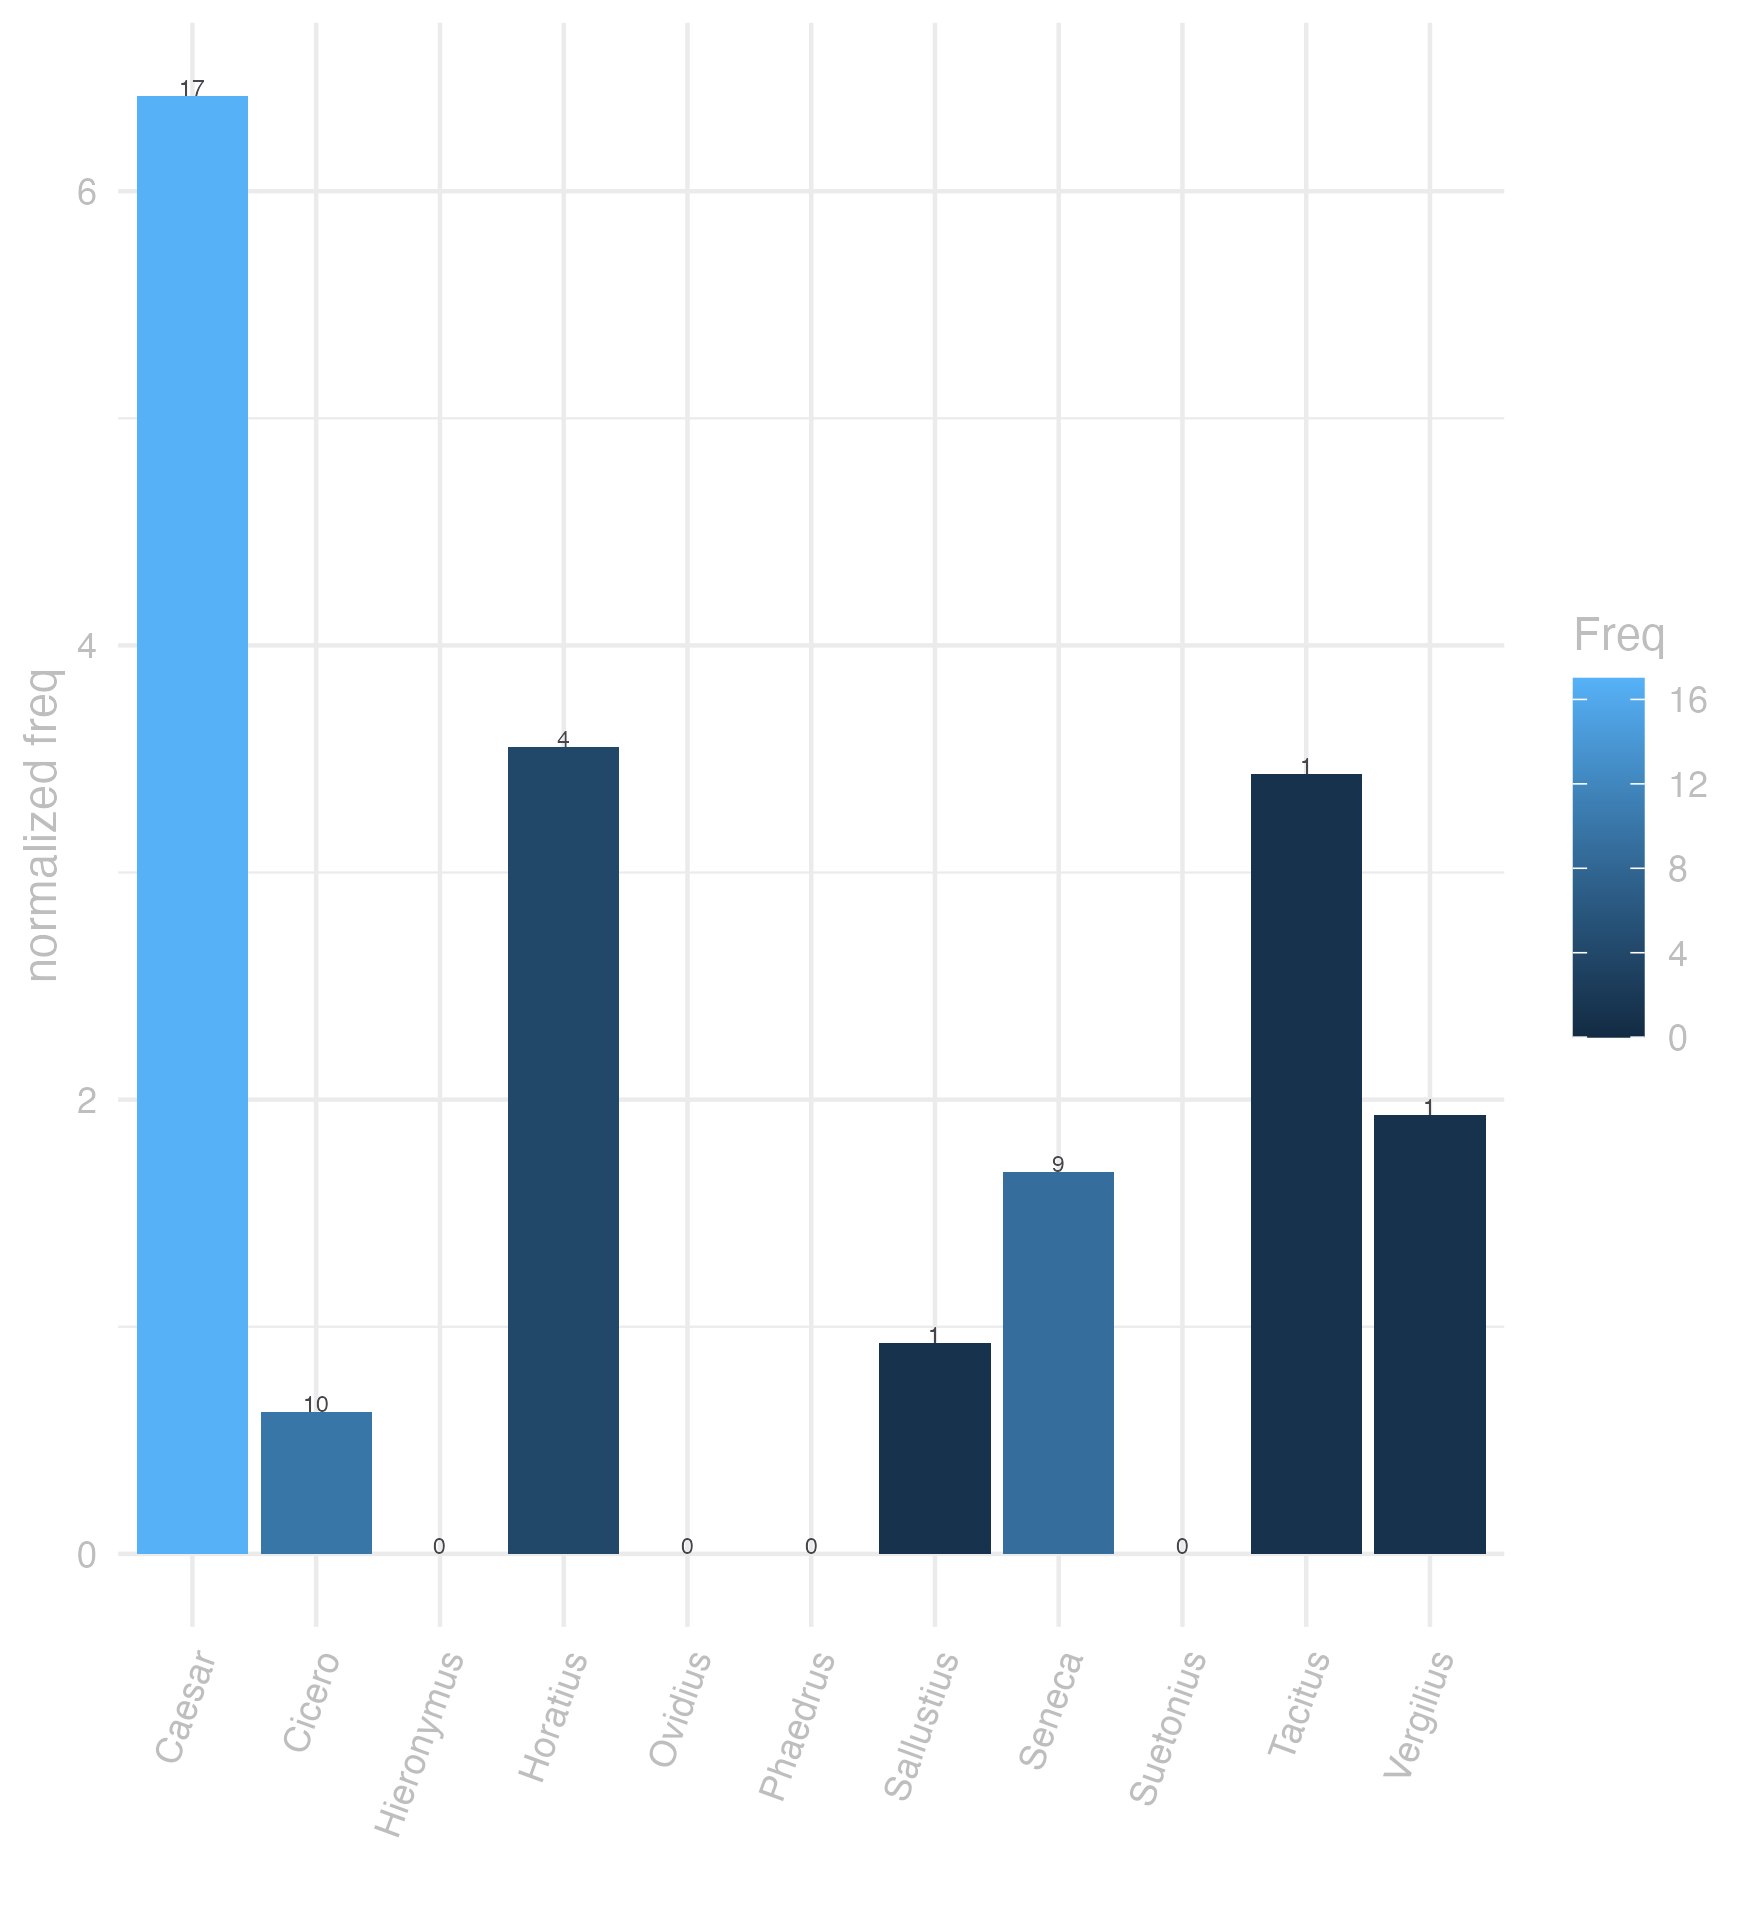 17
10
0
4
0
0
1
9
0
1
1
6
4
2
0
normalized freq
Caesar
Cicero
Hieronymus
Horatius
Ovidius
Phaedrus
Sallustius
Seneca
Suetonius
Tacitus
Vergilius
Freq
16
12
8
4
0